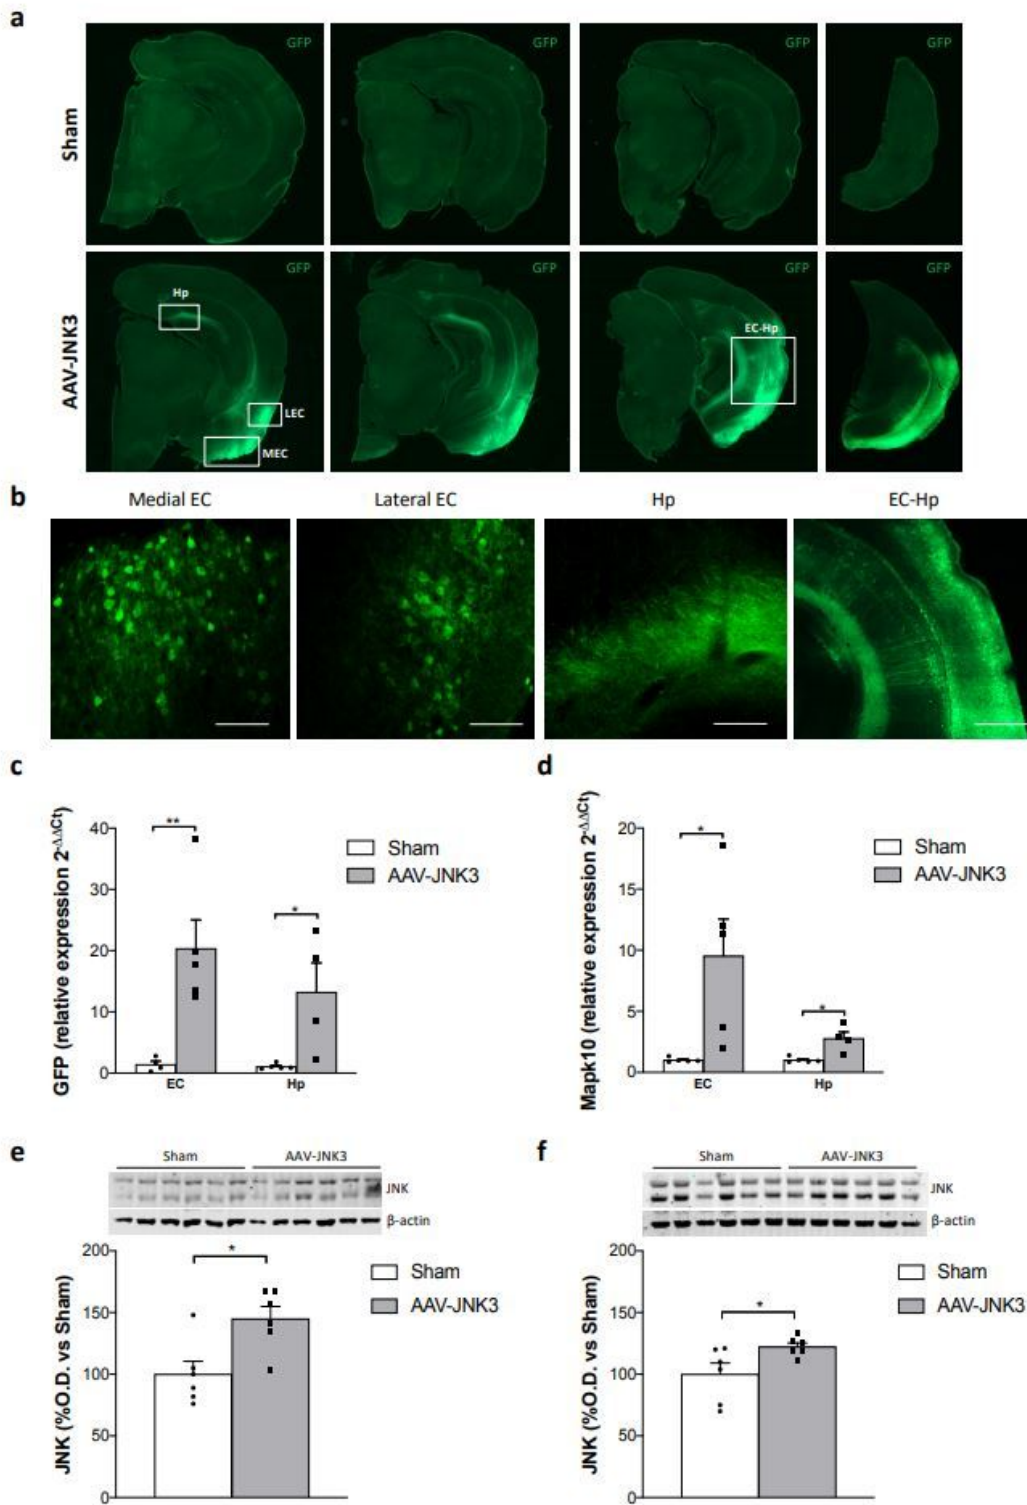 a
Sham
GFP
GFP
GFP
GFP
AAV-JNK3
GFP
GFP
GFP
GFP
Hp
LEC
MEC
EC-Hp
b
Medial EC
Lateral EC
Hp
EC-Hp
c
GFP (relative expression 2-ΔΔCt)
40
30
20
10
0
**
*
EC
Hp
Sham
AAV-JNK3
d
Mapk10 (relative expression 2-ΔΔCt)
20
15
10
5
0
*
*
EC
Hp
Sham
AAV-JNK3
e
Sham
AAV-JNK3
JNK
β-actin
JNK (%O.D. vs Sham)
200
150
100
50
0
*
Sham
AAV-JNK3
f
Sham
AAV-JNK3
JNK
β-actin
JNK (%O.D. vs Sham)
200
150
100
50
0
*
Sham
AAV-JNK3